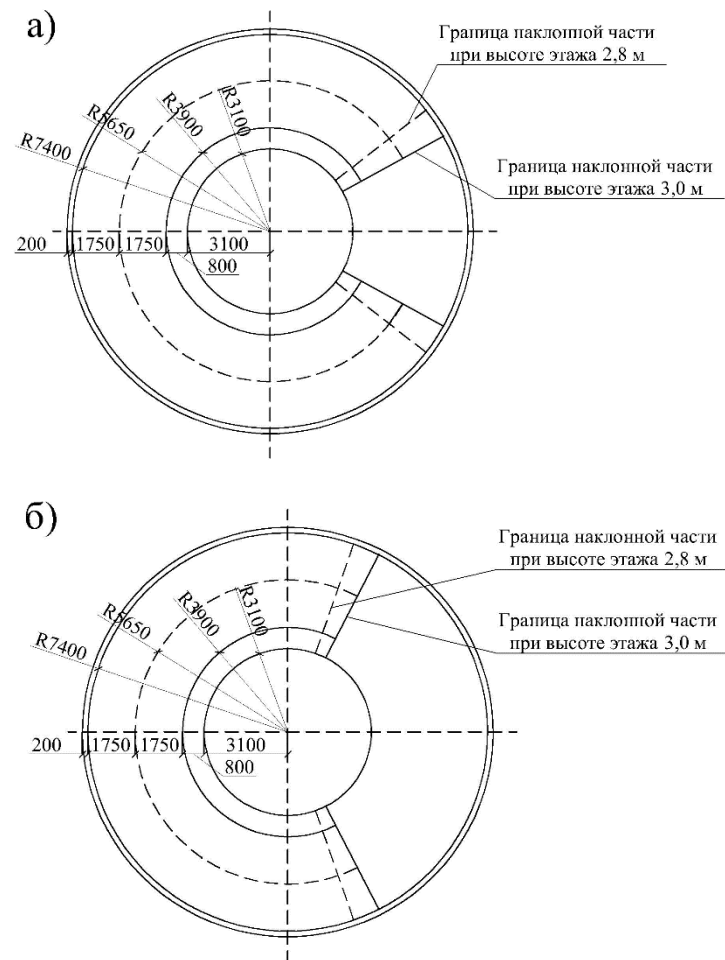 а)
Граница наклонной части
при высоте этажа 2,8 м
R3100
R3900
R5650
R7400
Граница наклонной части
при высоте этажа 3,0 м
200 1750 1750 3100
800
б)
Граница наклонной части
при высоте этажа 2,8 м
R3100
R3900
R5650
Граница наклонной части
при высоте этажа 3,0 м
R7400
200 1750 1750 3100
800